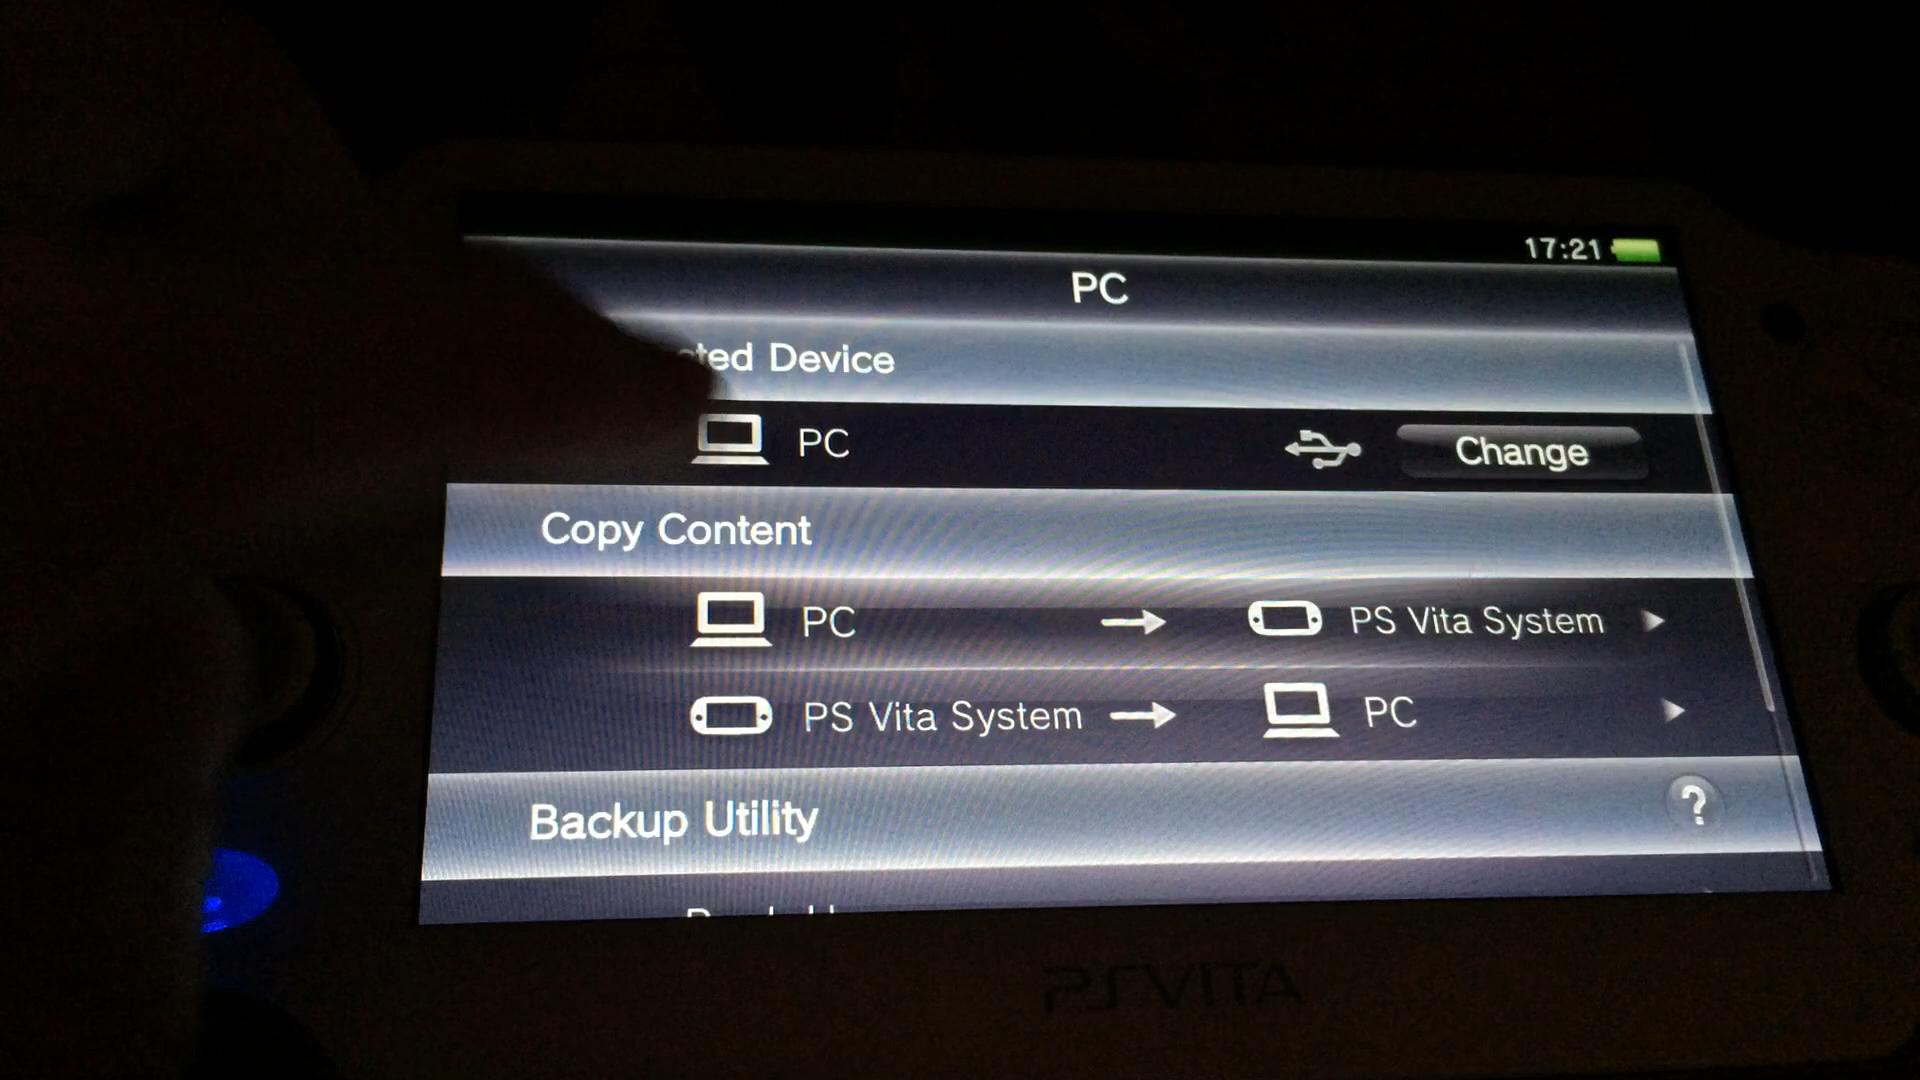 17:21
PC
ted Device
PC Change
Copy Content
PC → PS Vita System
PS Vita System → PC
Backup Utility ?
PSVITA